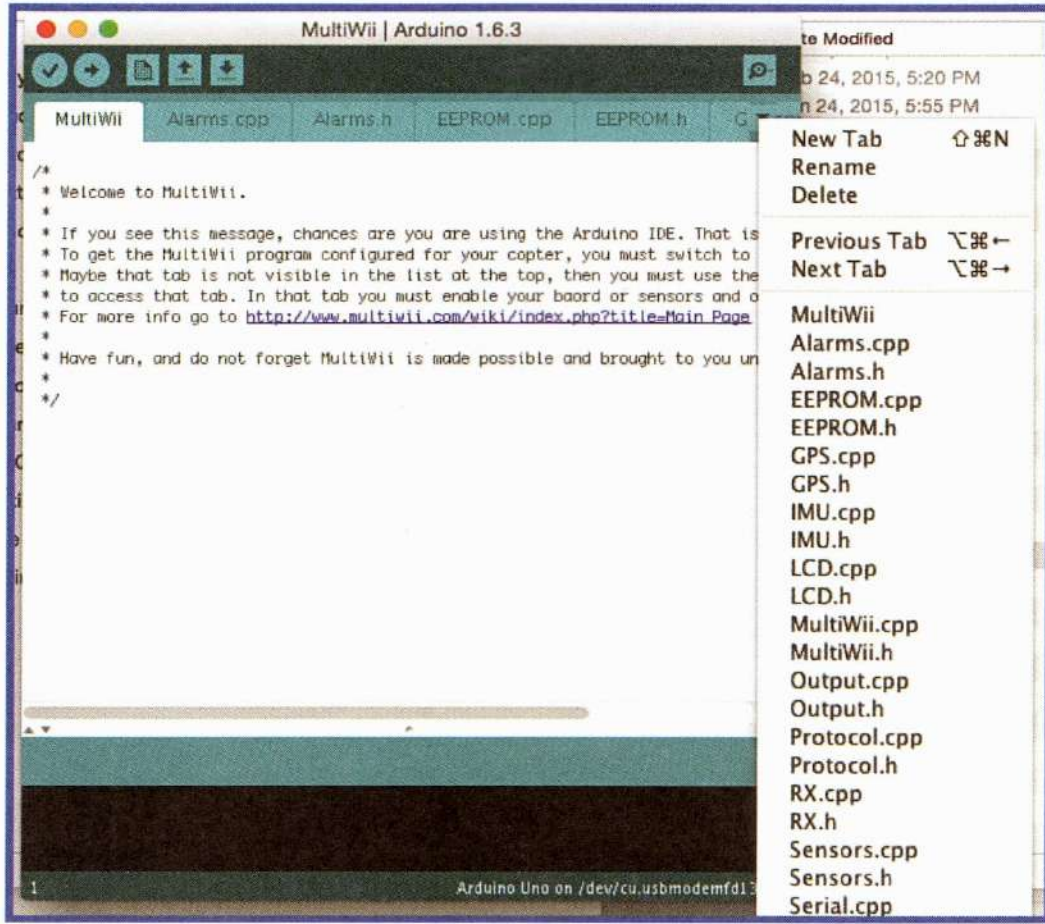 MultiWii | Arduino 1.6.3
te Modified
b 24, 2015, 5:20 PM
n 24, 2015, 5:55 PM
MultiWii Alarms.cpp Alarms.h EEPROM.cpp EEPROM.h G
/*
* Welcome to MultiWii.
*
* If you see this message, chances are you are using the Arduino IDE. That is
* To get the MultiWii program configured for your copter, you must switch to
* Maybe that tab is not visible in the list at the top, then you must use the
* to access that tab. In that tab you must enable your baord or sensors and o
* For more info go to http://www.multiwii.com/wiki/index.php?title=Main_Page
*
* Have fun, and do not forget MultiWii is made possible and brought to you un
*
*/
1
Arduino Uno on /dev/cu.usbmodemfd13
New Tab ⇧⌘N
Rename
Delete
Previous Tab ⌥⌘←
Next Tab ⌥⌘→
MultiWii
Alarms.cpp
Alarms.h
EEPROM.cpp
EEPROM.h
GPS.cpp
GPS.h
IMU.cpp
IMU.h
LCD.cpp
LCD.h
MultiWii.cpp
MultiWii.h
Output.cpp
Output.h
Protocol.cpp
Protocol.h
RX.cpp
RX.h
Sensors.cpp
Sensors.h
Serial.cpp